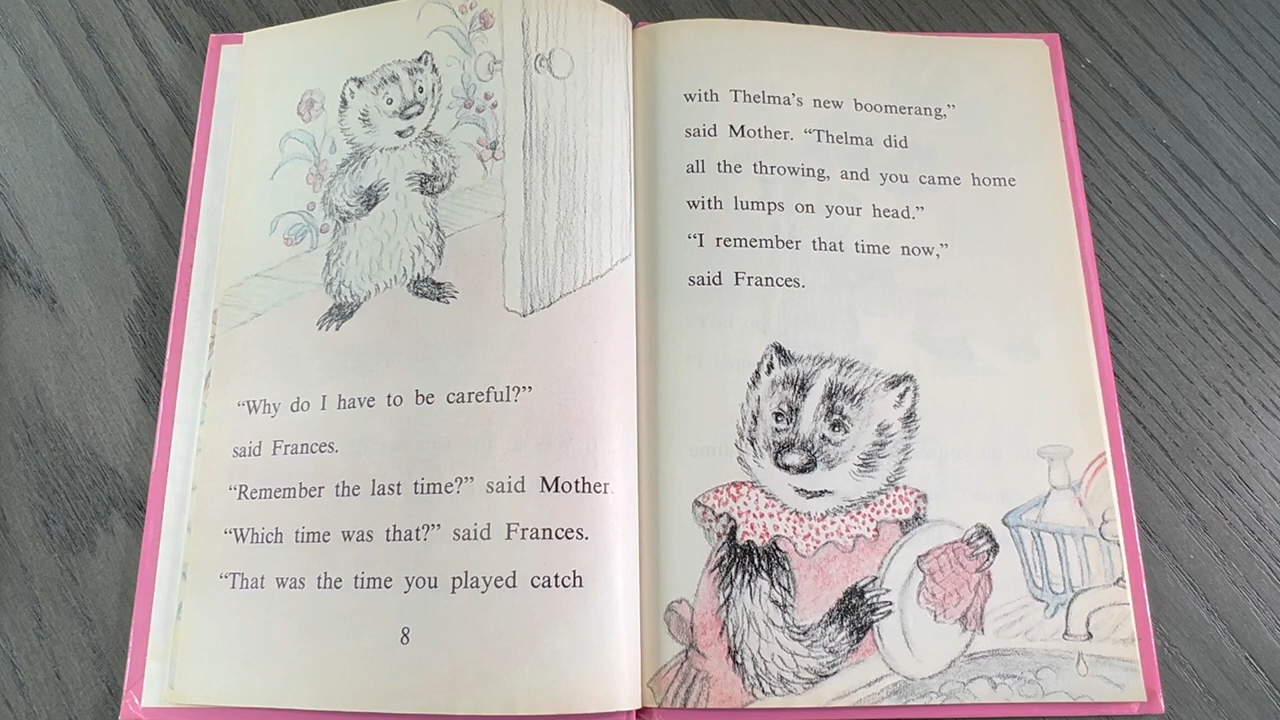 “Why do I have to be careful?”
said Frances.
“Remember the last time?” said Mother.
“Which time was that?” said Frances.
“That was the time you played catch
8
with Thelma’s new boomerang,”
said Mother. “Thelma did
all the throwing, and you came home
with lumps on your head.”
“I remember that time now,”
said Frances.